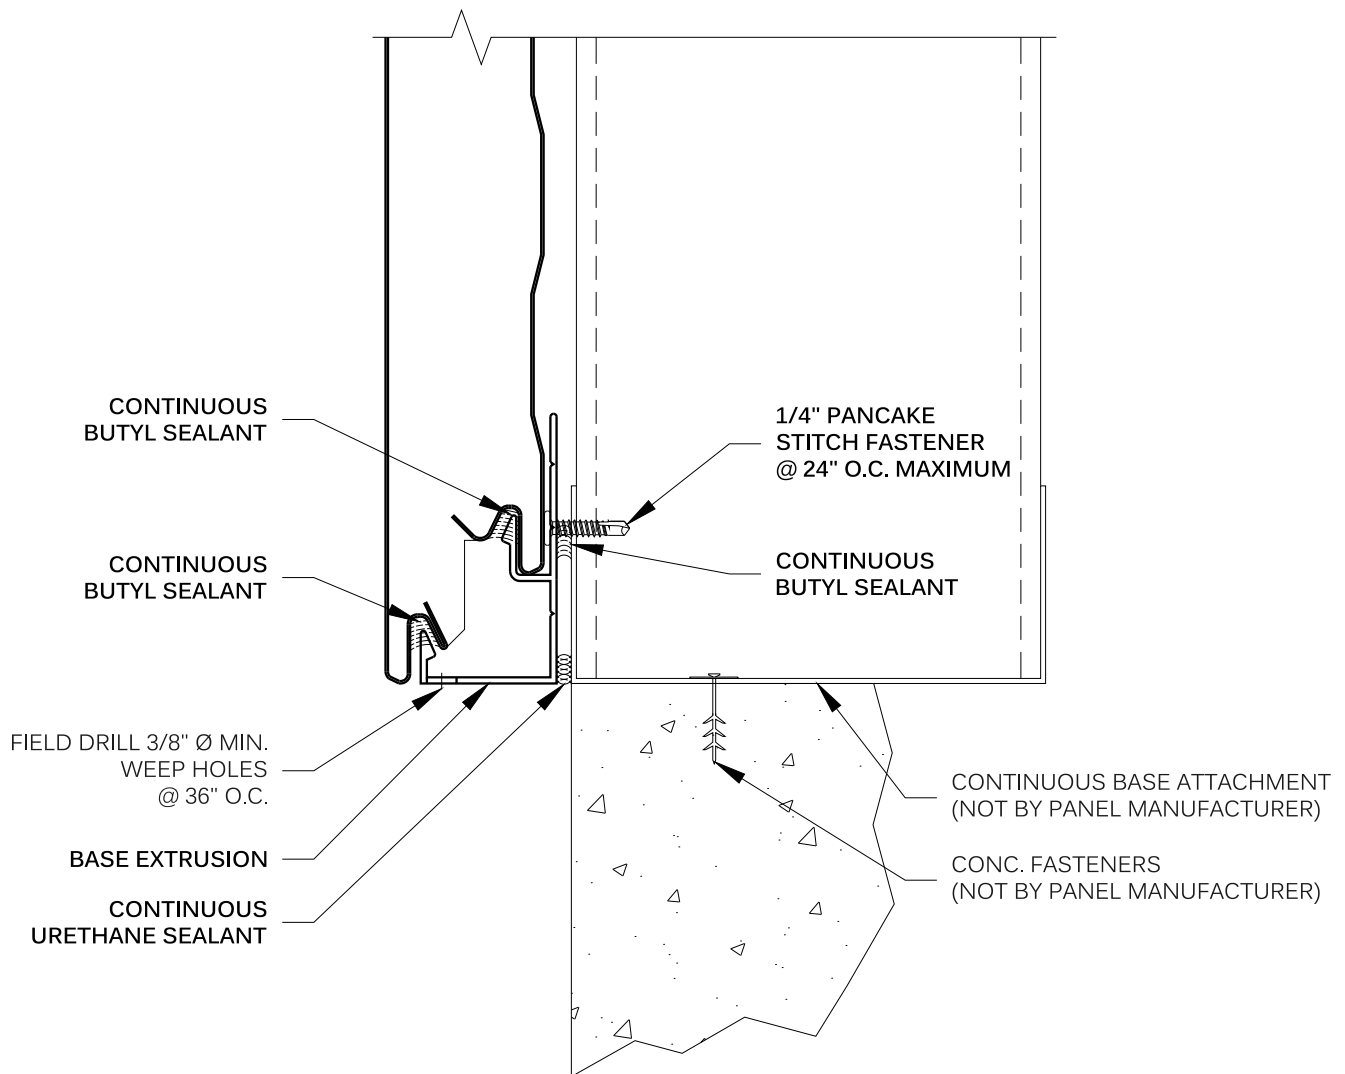 CONTINUOUS
BUTYL SEALANT
1/4" PANCAKE
STITCH FASTENER
@ 24" O.C. MAXIMUM
CONTINUOUS
BUTYL SEALANT
CONTINUOUS
BUTYL SEALANT
FIELD DRILL 3/8" Ø MIN.
WEEP HOLES
@ 36" O.C.
BASE EXTRUSION
CONTINUOUS
URETHANE SEALANT
CONTINUOUS BASE ATTACHMENT
(NOT BY PANEL MANUFACTURER)
CONC. FASTENERS
(NOT BY PANEL MANUFACTURER)